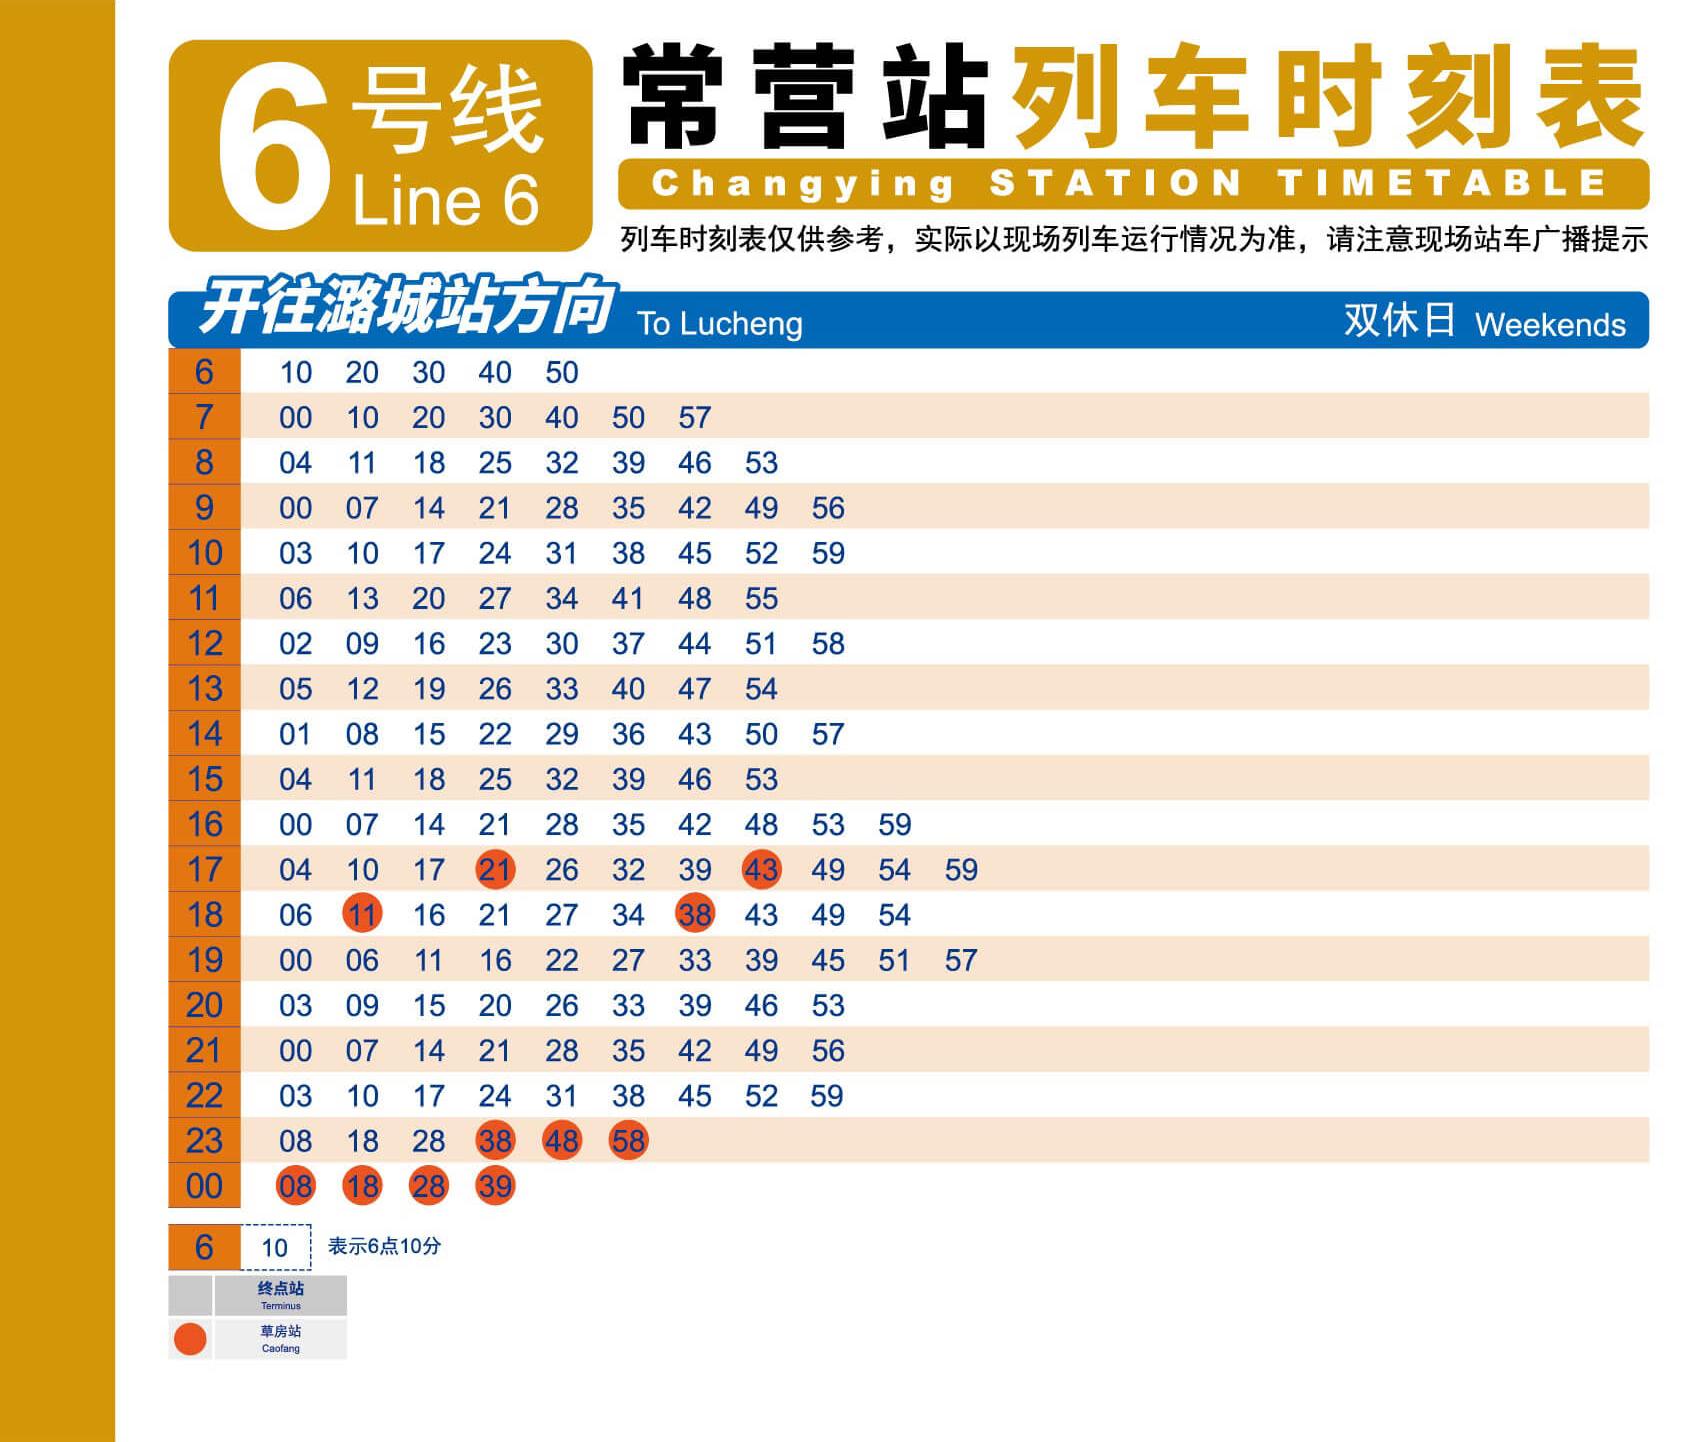 6号线
Line 6
常营站列车时刻表
Changying STATION TIMETABLE
列车时刻表仅供参考，实际以现场列车运行情况为准，请注意现场站车广播提示
开往潞城站方向 To Lucheng 双休日 Weekends
6 10 20 30 40 50
7 00 10 20 30 40 50 57
8 04 11 18 25 32 39 46 53
9 00 07 14 21 28 35 42 49 56
10 03 10 17 24 31 38 45 52 59
11 06 13 20 27 34 41 48 55
12 02 09 16 23 30 37 44 51 58
13 05 12 19 26 33 40 47 54
14 01 08 15 22 29 36 43 50 57
15 04 11 18 25 32 39 46 53
16 00 07 14 21 28 35 42 48 53 59
17 04 10 17 21 26 32 39 43 49 54 59
18 06 11 16 21 27 34 38 43 49 54
19 00 06 11 16 22 27 33 39 45 51 57
20 03 09 15 20 26 33 39 46 53
21 00 07 14 21 28 35 42 49 56
22 03 10 17 24 31 38 45 52 59
23 08 18 28 38 48 58
00 08 18 28 39
6 10 表示6点10分
终点站
Terminus
草房站
Caofang